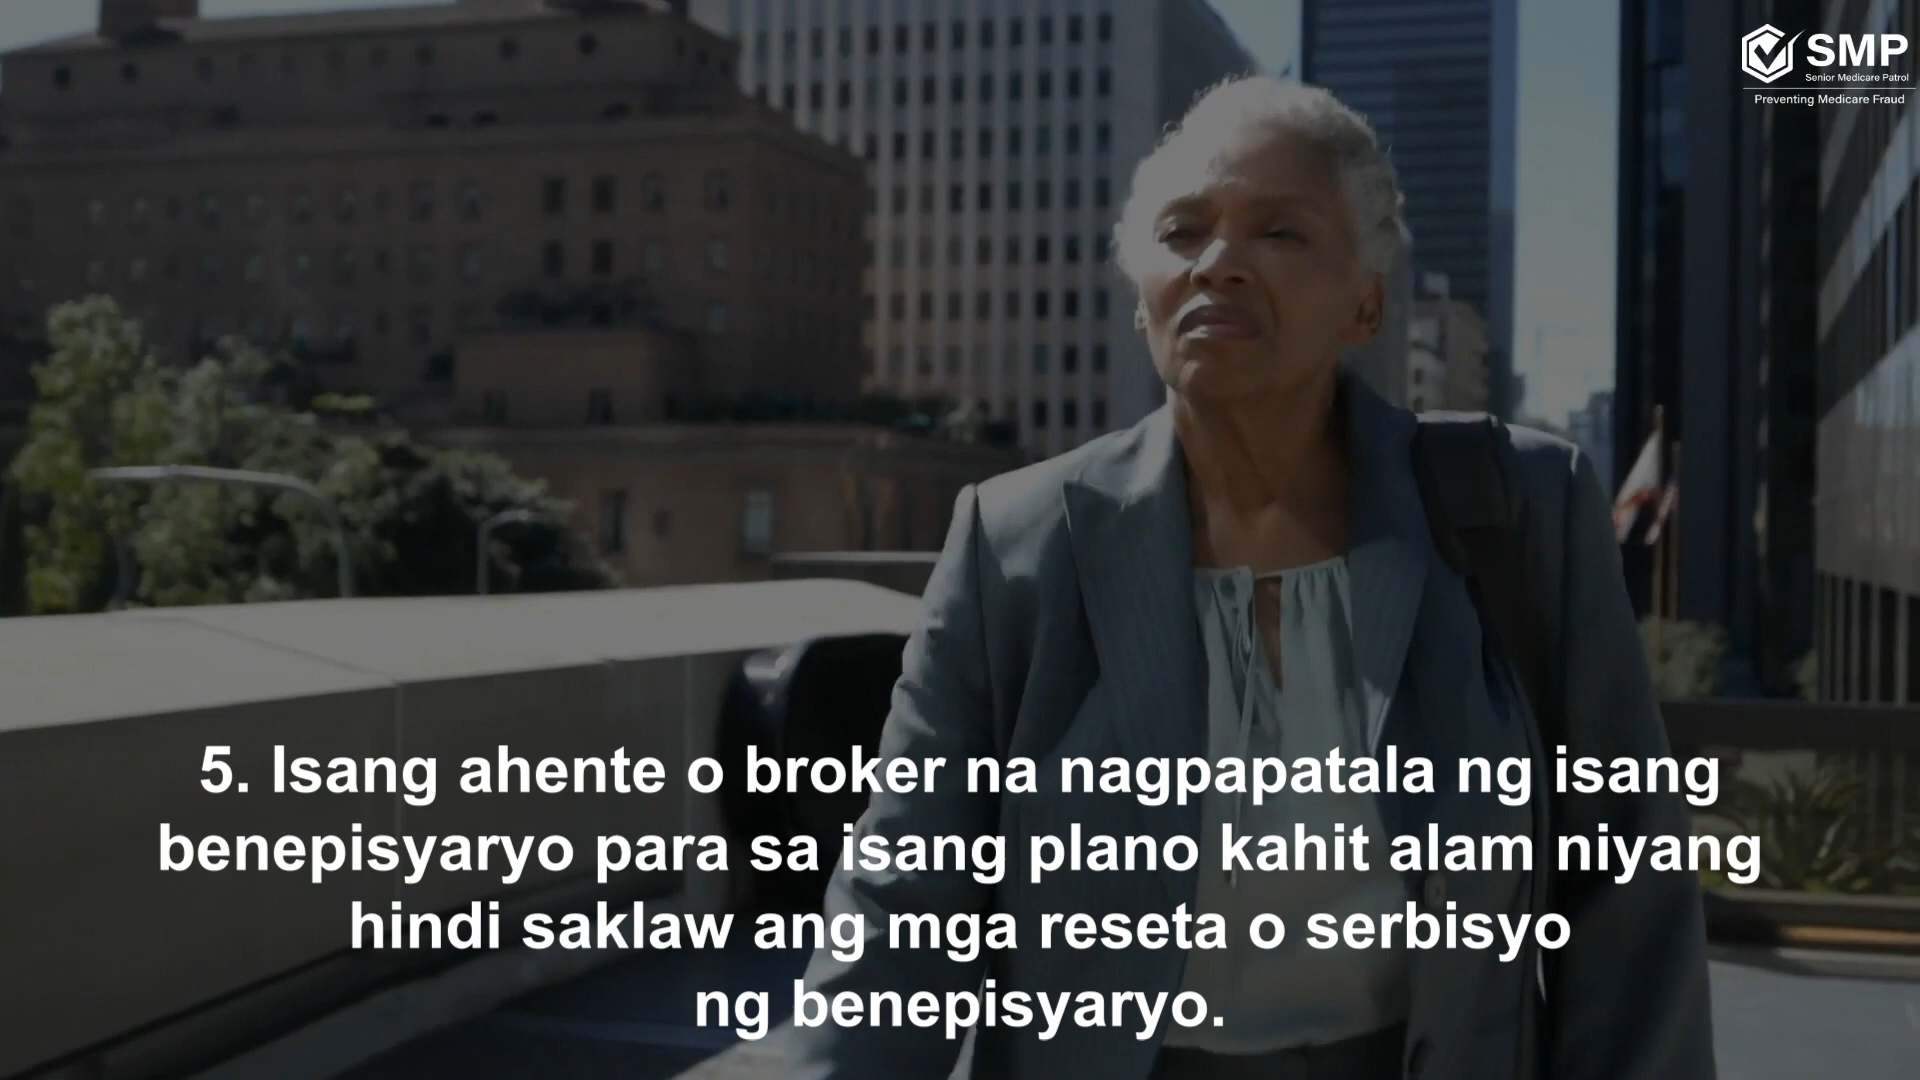 SMP
Senior Medicare Patrol
Preventing Medicare Fraud
5. Isang ahente o broker na nagpapatala ng isang
benepisyaryo para sa isang plano kahit alam niyang
hindi saklaw ang mga reseta o serbisyo
ng benepisyaryo.